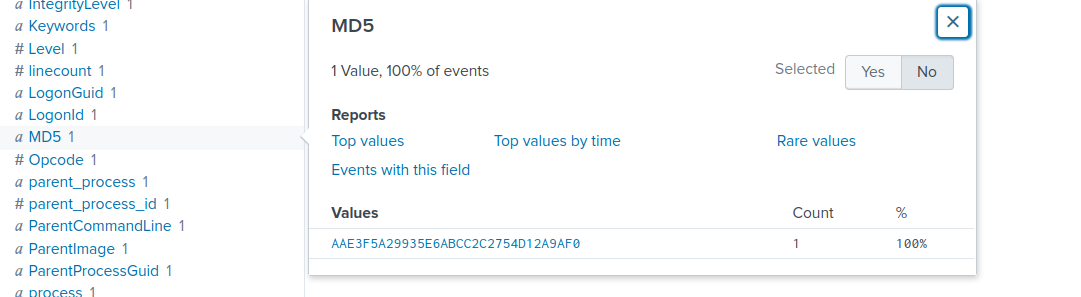 a IntegrityLevel 1
a Keywords 1
# Level 1
# linecount 1
a LogonGuid 1
a LogonId 1
a MD5 1
# Opcode 1
a parent_process 1
# parent_process_id 1
a ParentCommandLine 1
a ParentImage 1
a ParentProcessGuid 1
a process 1
MD5
×
1 Value, 100% of events
Selected Yes No
Reports
Top values Top values by time Rare values
Events with this field
Values Count %
AAE3F5A29935E6ABCC2C2754D12A9AF0 1 100%